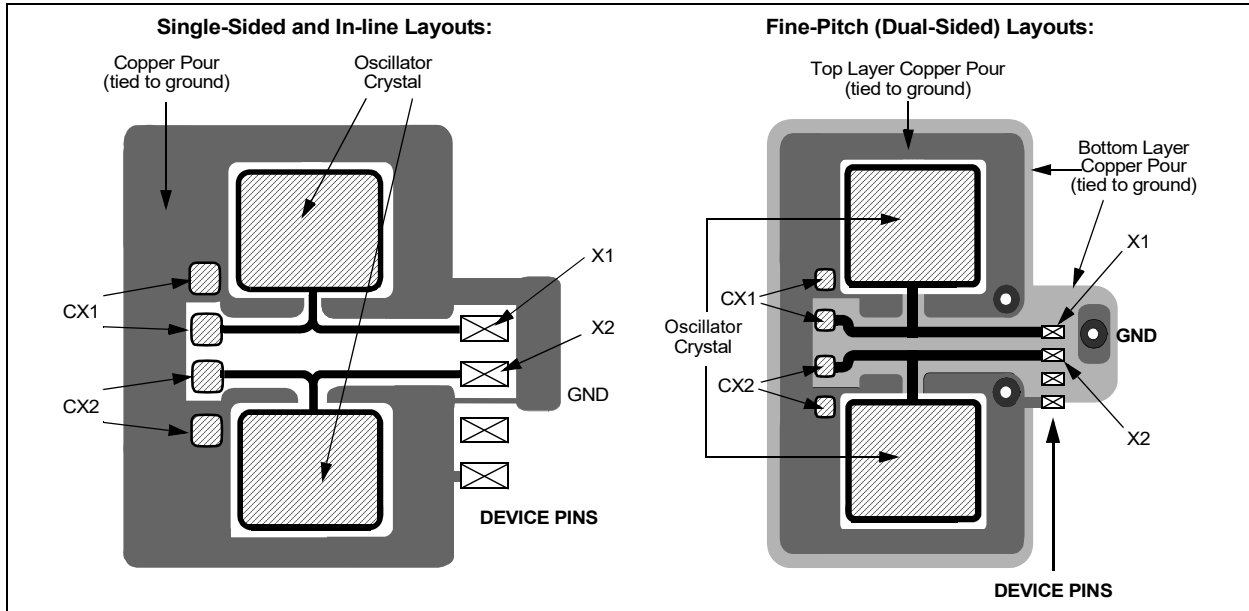 Single-Sided and In-line Layouts:
Copper Pour
(tied to ground)
Oscillator
Crystal
X1
CX1
X2
CX2
GND
DEVICE PINS
Fine-Pitch (Dual-Sided) Layouts:
Top Layer Copper Pour
(tied to ground)
Bottom Layer
Copper Pour
(tied to ground)
X1
CX1
Oscillator
Crystal
GND
CX2
X2
DEVICE PINS